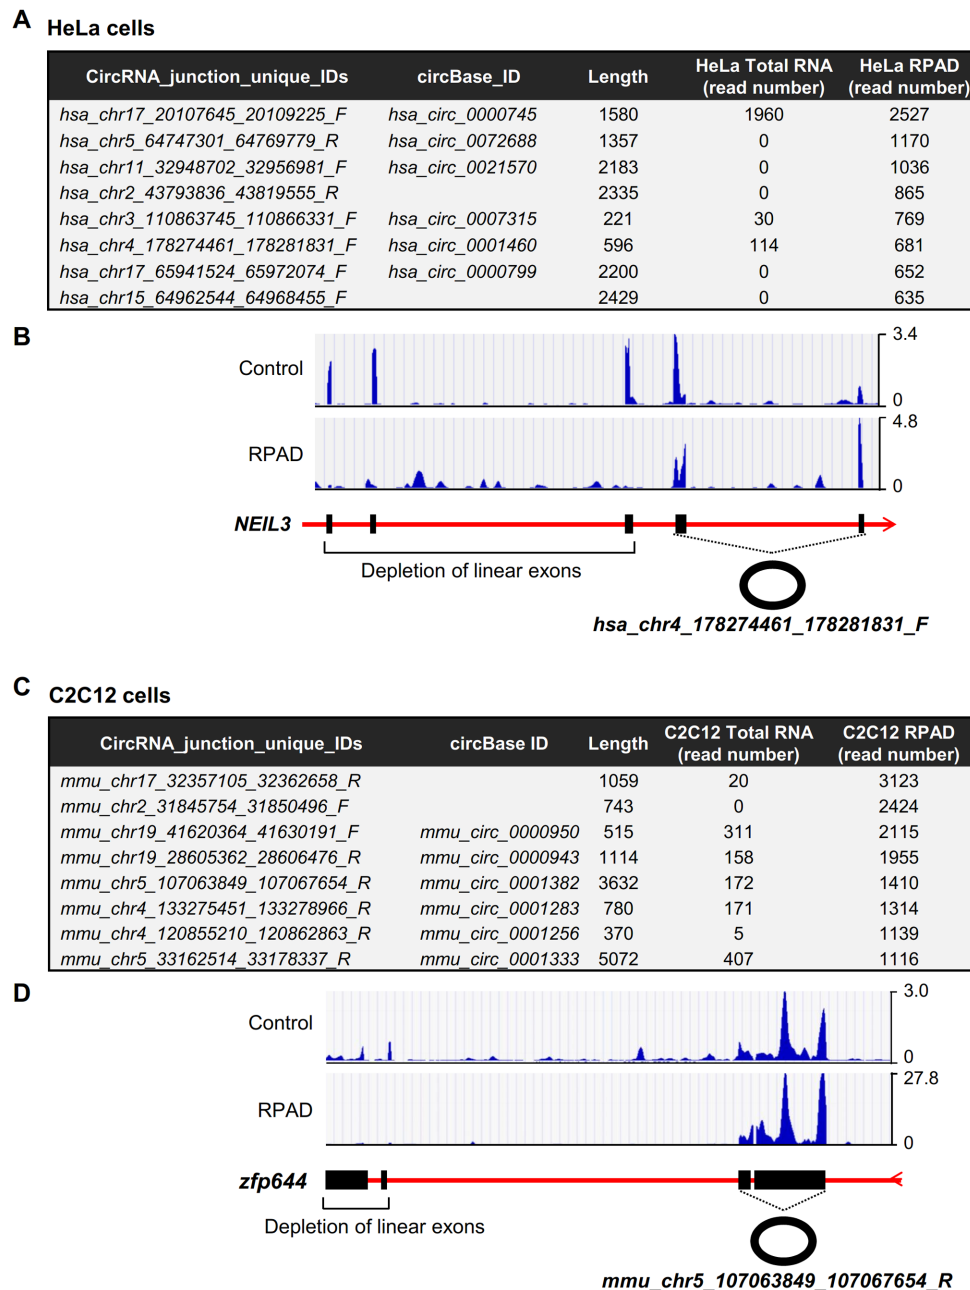 A HeLa cells
CircRNA_junction_unique_IDs circBase_ID Length HeLa Total RNA (read number) HeLa RPAD (read number)
hsa_chr17_20107645_20109225_F hsa_circ_0000745 1580 1960 2527
hsa_chr5_64747301_64769779_R hsa_circ_0072688 1357 0 1170
hsa_chr11_32948702_32956981_F hsa_circ_0021570 2183 0 1036
hsa_chr2_43793836_43819555_R 2335 0 865
hsa_chr3_110863745_110866331_F hsa_circ_0007315 221 30 769
hsa_chr4_178274461_178281831_F hsa_circ_0001460 596 114 681
hsa_chr17_65941524_65972074_F hsa_circ_0000799 2200 0 652
hsa_chr15_64962544_64968455_F 2429 0 635
B
Control 3.4
0
RPAD 4.8
0
NEIL3
Depletion of linear exons
hsa_chr4_178274461_178281831_F
C C2C12 cells
CircRNA_junction_unique_IDs circBase ID Length C2C12 Total RNA (read number) C2C12 RPAD (read number)
mmu_chr17_32357105_32362658_R 1059 20 3123
mmu_chr2_31845754_31850496_F 743 0 2424
mmu_chr19_41620364_41630191_F mmu_circ_0000950 515 311 2115
mmu_chr19_28605362_28606476_R mmu_circ_0000943 1114 158 1955
mmu_chr5_107063849_107067654_R mmu_circ_0001382 3632 172 1410
mmu_chr4_133275451_133278966_R mmu_circ_0001283 780 171 1314
mmu_chr4_120855210_120862863_R mmu_circ_0001256 370 5 1139
mmu_chr5_33162514_33178337_R mmu_circ_0001333 5072 407 1116
D
Control 3.0
0
RPAD 27.8
0
zfp644
Depletion of linear exons
mmu_chr5_107063849_107067654_R